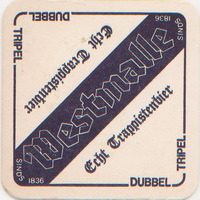 DUBBEL
TRIPEL
SINDS
1836
Echt Trappistenbier
Westmalle
Echt Trappistenbier
SINDS
1836
DUBBEL
TRIPEL